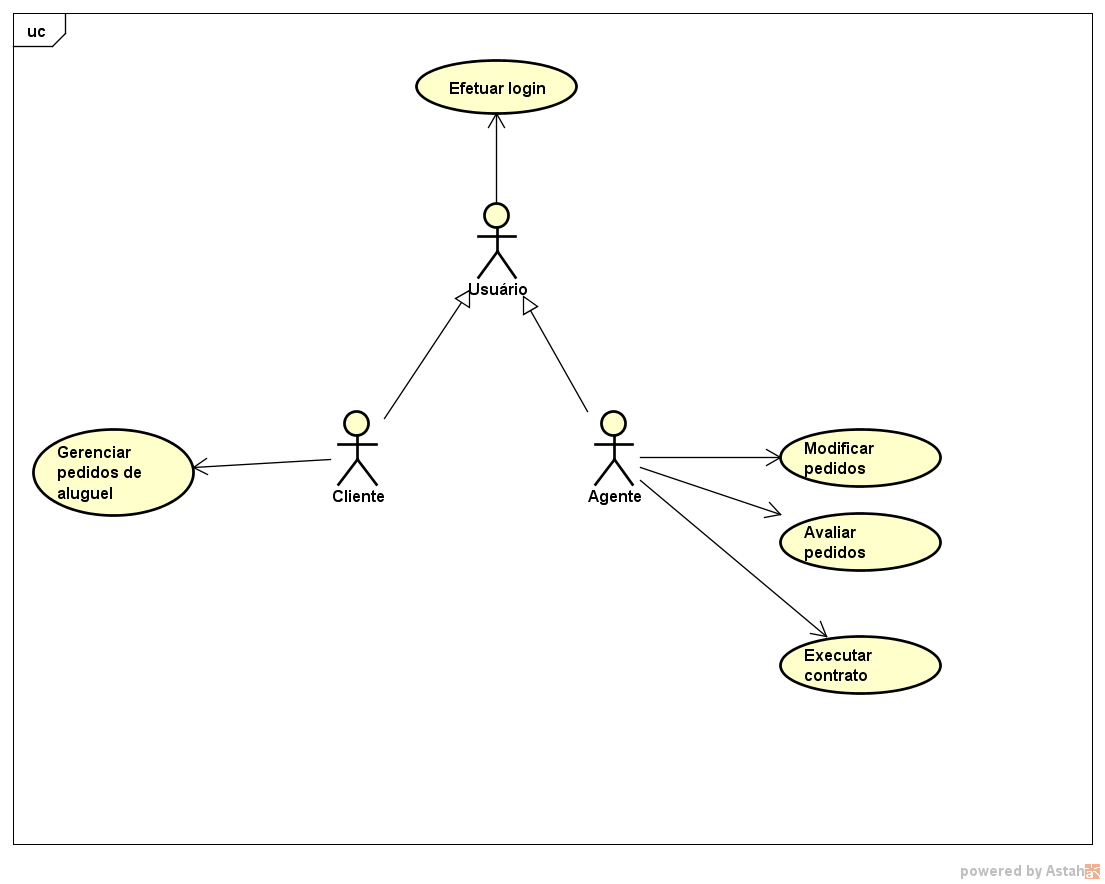 uc
Efetuar login
Usuário
Gerenciar
pedidos de
aluguel
Cliente
Agente
Modificar
pedidos
Avaliar
pedidos
Executar
contrato
powered by Astah